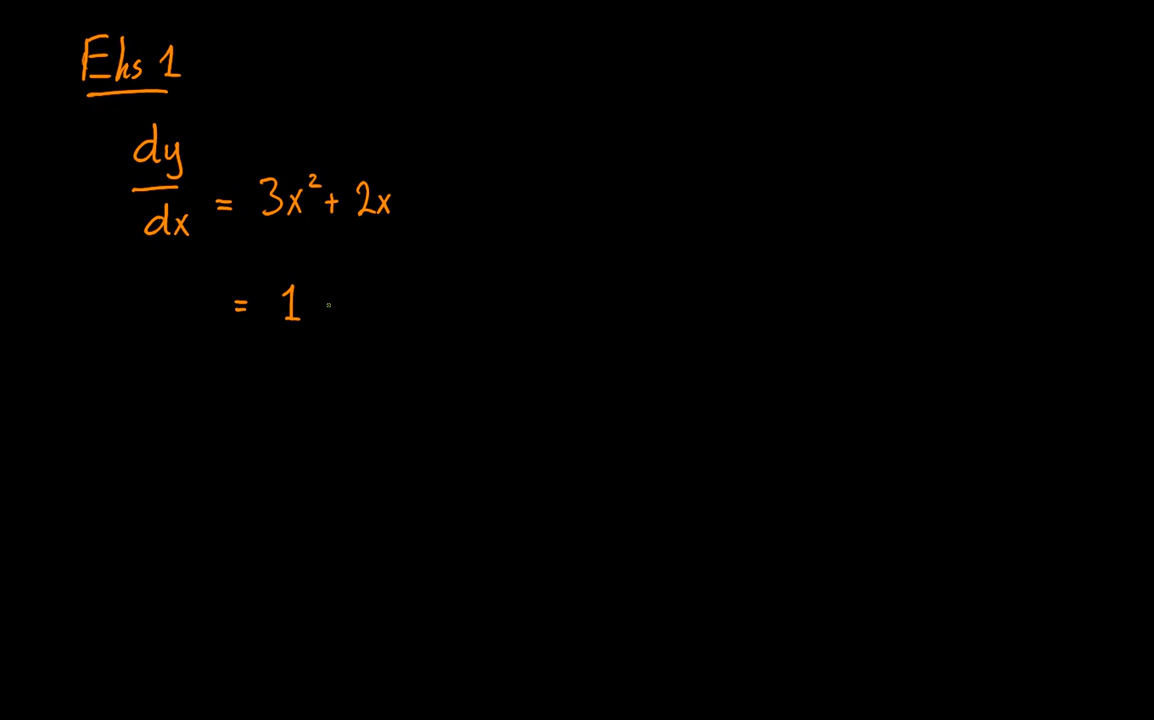 Eks 1
dy
dx = 3x² + 2x
= 1